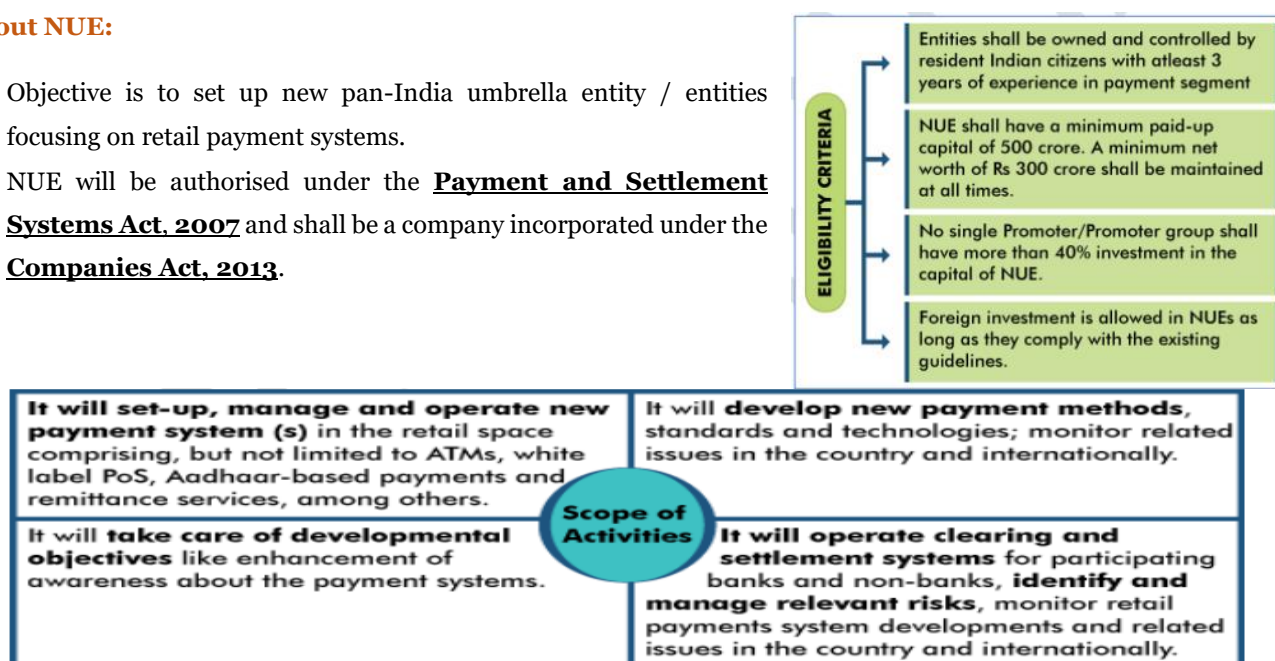 out NUE:
Objective is to set up new pan-India umbrella entity / entities
focusing on retail payment systems.
NUE will be authorised under the Payment and Settlement
Systems Act, 2007 and shall be a company incorporated under the
Companies Act, 2013.
ELIGIBILITY CRITERIA
Entities shall be owned and controlled by
resident Indian citizens with atleast 3
years of experience in payment segment
NUE shall have a minimum paid-up
capital of 500 crore. A minimum net
worth of Rs 300 crore shall be maintained
at all times.
No single Promoter/Promoter group shall
have more than 40% investment in the
capital of NUE.
Foreign investment is allowed in NUEs as
long as they comply with the existing
guidelines.
It will set-up, manage and operate new
payment system (s) in the retail space
comprising, but not limited to ATMs, white
label PoS, Aadhaar-based payments and
remittance services, among others.
It will develop new payment methods,
standards and technologies; monitor related
issues in the country and internationally.
Scope of
Activities
It will take care of developmental
objectives like enhancement of
awareness about the payment systems.
It will operate clearing and
settlement systems for participating
banks and non-banks, identify and
manage relevant risks, monitor retail
payments system developments and related
issues in the country and internationally.